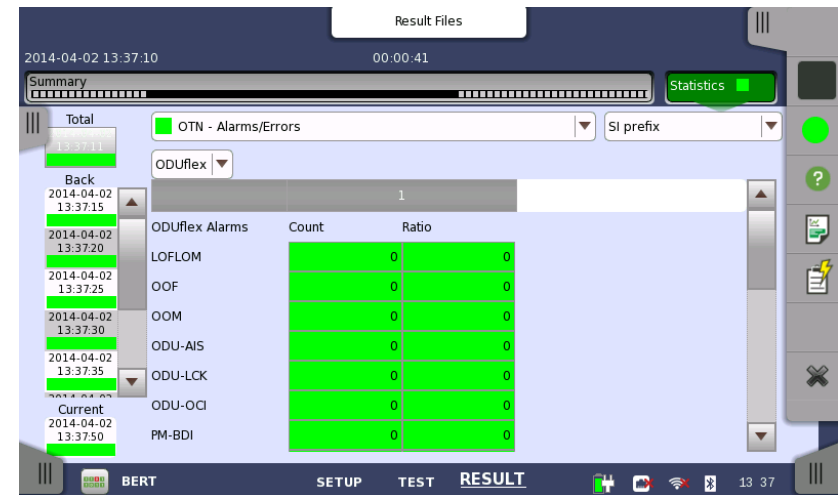 Result Files
2014-04-02 13:37:10 00:00:41
Summary
Statistics
Total
13:37:11
OTN - Alarms/Errors
SI prefix
ODUflex
Back
2014-04-02
13:37:15
2014-04-02
13:37:20
2014-04-02
13:37:25
2014-04-02
13:37:30
2014-04-02
13:37:35
Current
2014-04-02
13:37:50
1
ODUflex Alarms Count Ratio
LOFLOM 0 0
OOF 0 0
OOM 0 0
ODU-AIS 0 0
ODU-LCK 0 0
ODU-OCI 0 0
PM-BDI 0 0
BERT SETUP TEST RESULT 13 37